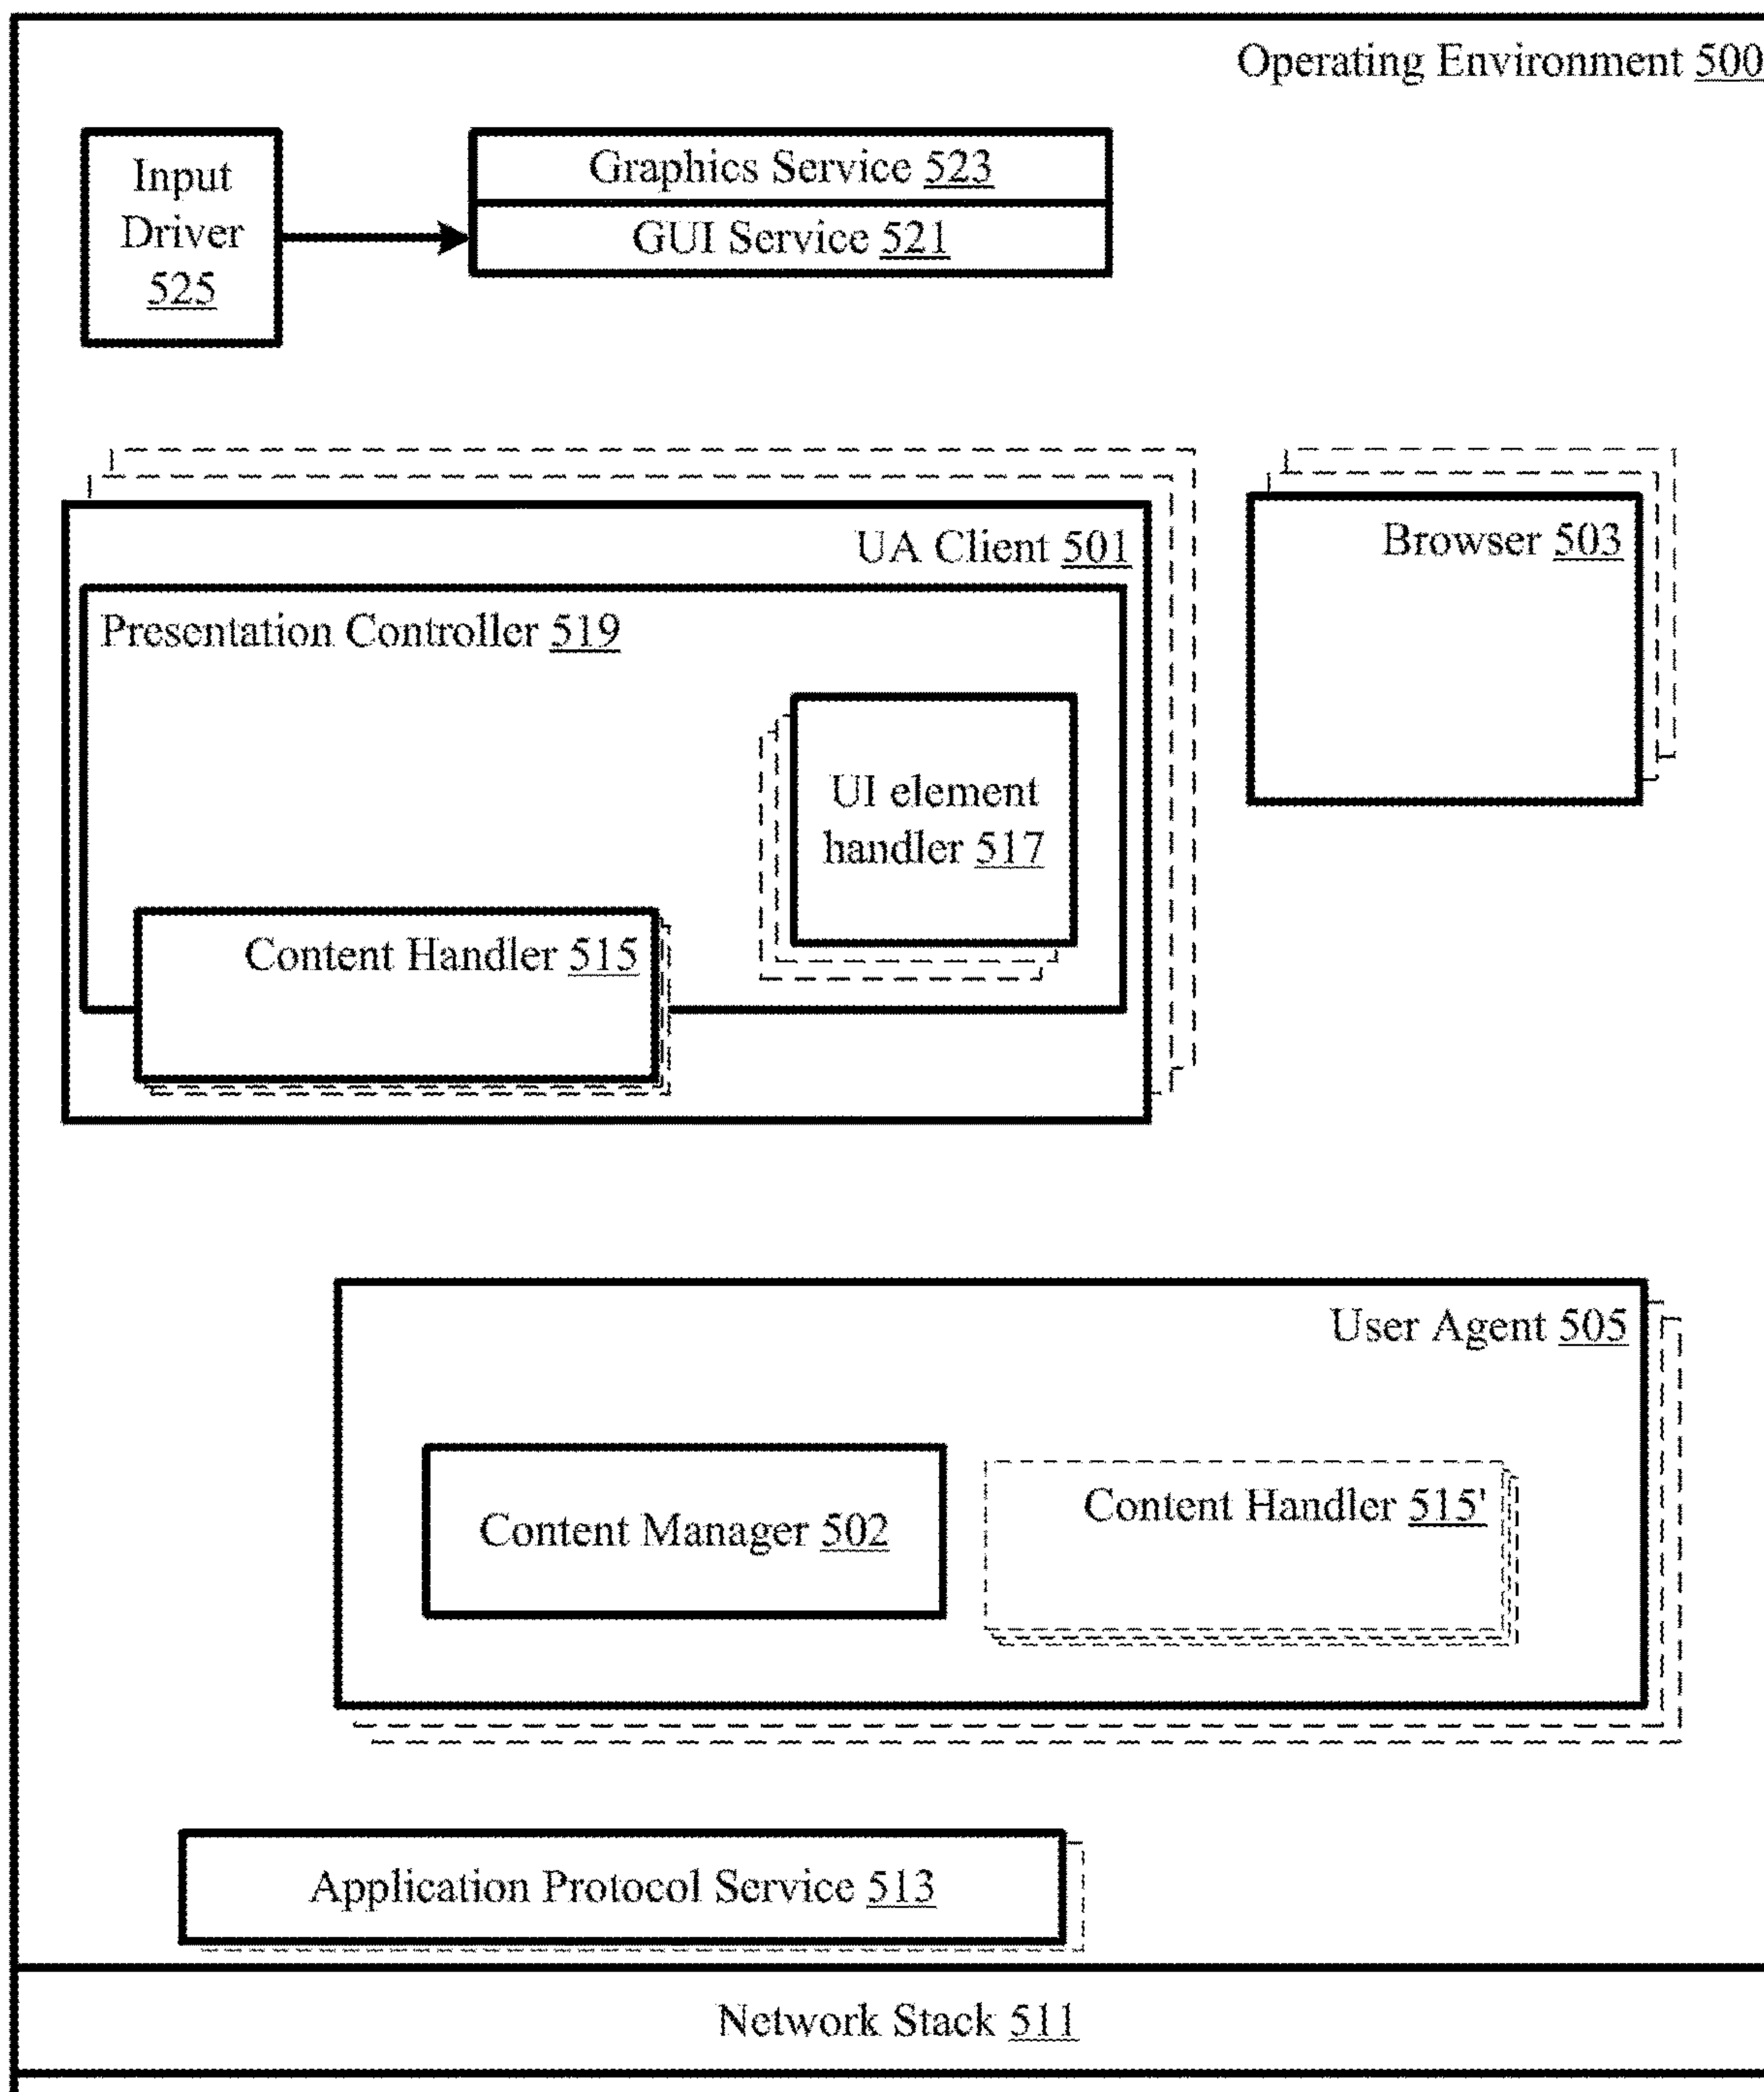 Operating Environment 500
Input
Driver
525
Graphics Service 523
GUI Service 521
UA Client 501
Browser 503
Presentation Controller 519
UI element
handler 517
Content Handler 515
User Agent 505
Content Manager 502
Content Handler 515'
Application Protocol Service 513
Network Stack 511